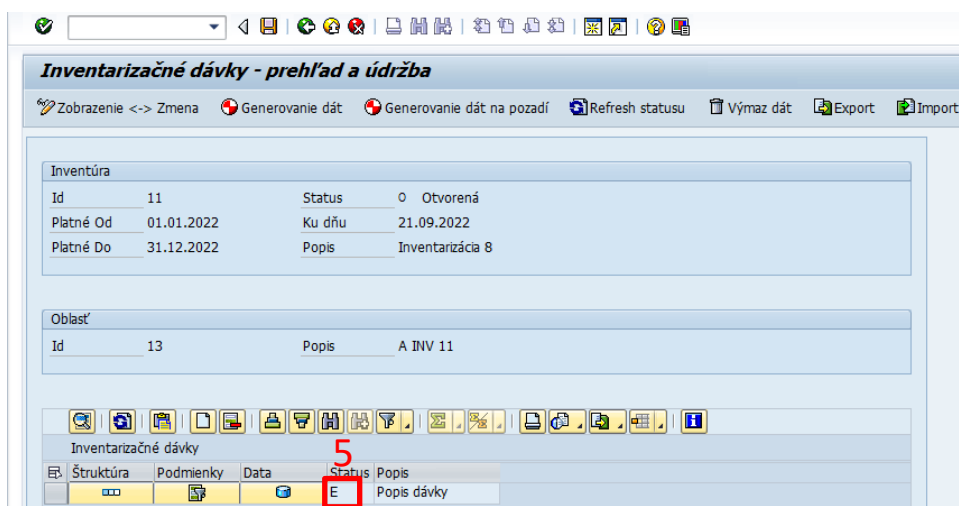 Inventarizačné dávky - prehľad a údržba
Zobrazenie <-> Zmena Generovanie dát Generovanie dát na pozadí Refresh statusu Výmaz dát Export Import
Inventúra
Id 11 Status O Otvorená
Platné Od 01.01.2022 Ku dňu 21.09.2022
Platné Do 31.12.2022 Popis Inventarizácia 8
Oblasť
Id 13 Popis A INV 11
Inventarizačné dávky
5
Štruktúra Podmienky Data Status Popis
E Popis dávky